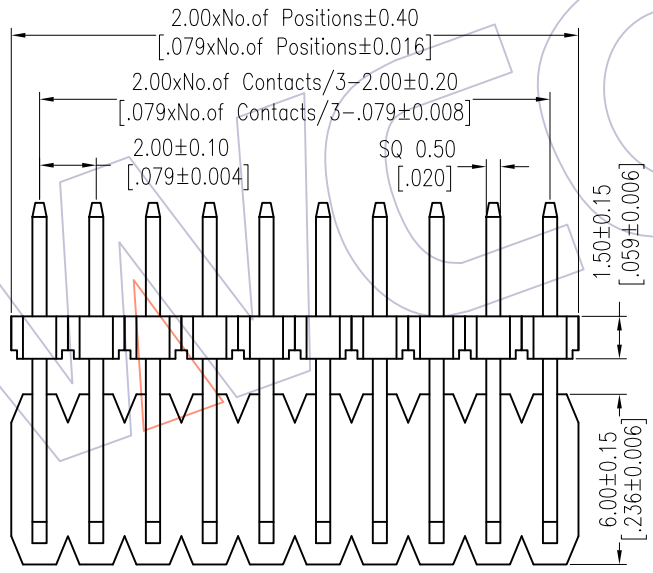 2.00xNo.of Positions±0.40
[.079xNo.of Positions±0.016]
2.00xNo.of Contacts/3-2.00±0.20
[.079xNo.of Contacts/3-.079±0.008]
2.00±0.10
[.079±0.004]
SQ 0.50
[.020]
1.50±0.15
[.059±0.006]
6.00±0.15
[.236±0.006]